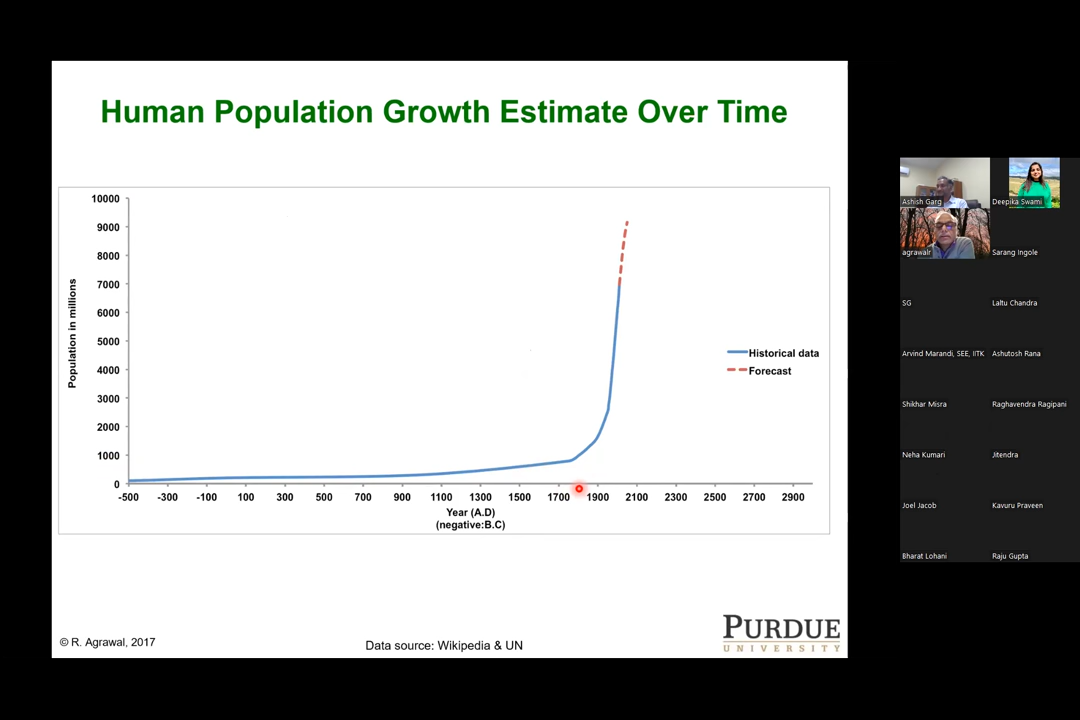 Human Population Growth Estimate Over Time
10000
9000
8000
7000
6000
5000
4000
3000
2000
1000
0
Population in millions
-500 -300 -100 100 300 500 700 900 1100 1300 1500 1700 1900 2100 2300 2500 2700 2900
Year (A.D)
(negative:B.C)
Historical data
Forecast
© R. Agrawal, 2017
Data source: Wikipedia & UN
PURDUE
UNIVERSITY
Ashish Garg
Deepika Swami
agrawalr
Sarang Ingole
SG
Laltu Chandra
Arvind Marandi, SEE, IITK
Ashutosh Rana
Shikhar Misra
Raghavendra Ragipani
Neha Kumari
Jitendra
Joel Jacob
Kavuru Praveen
Bharat Lohani
Raju Gupta